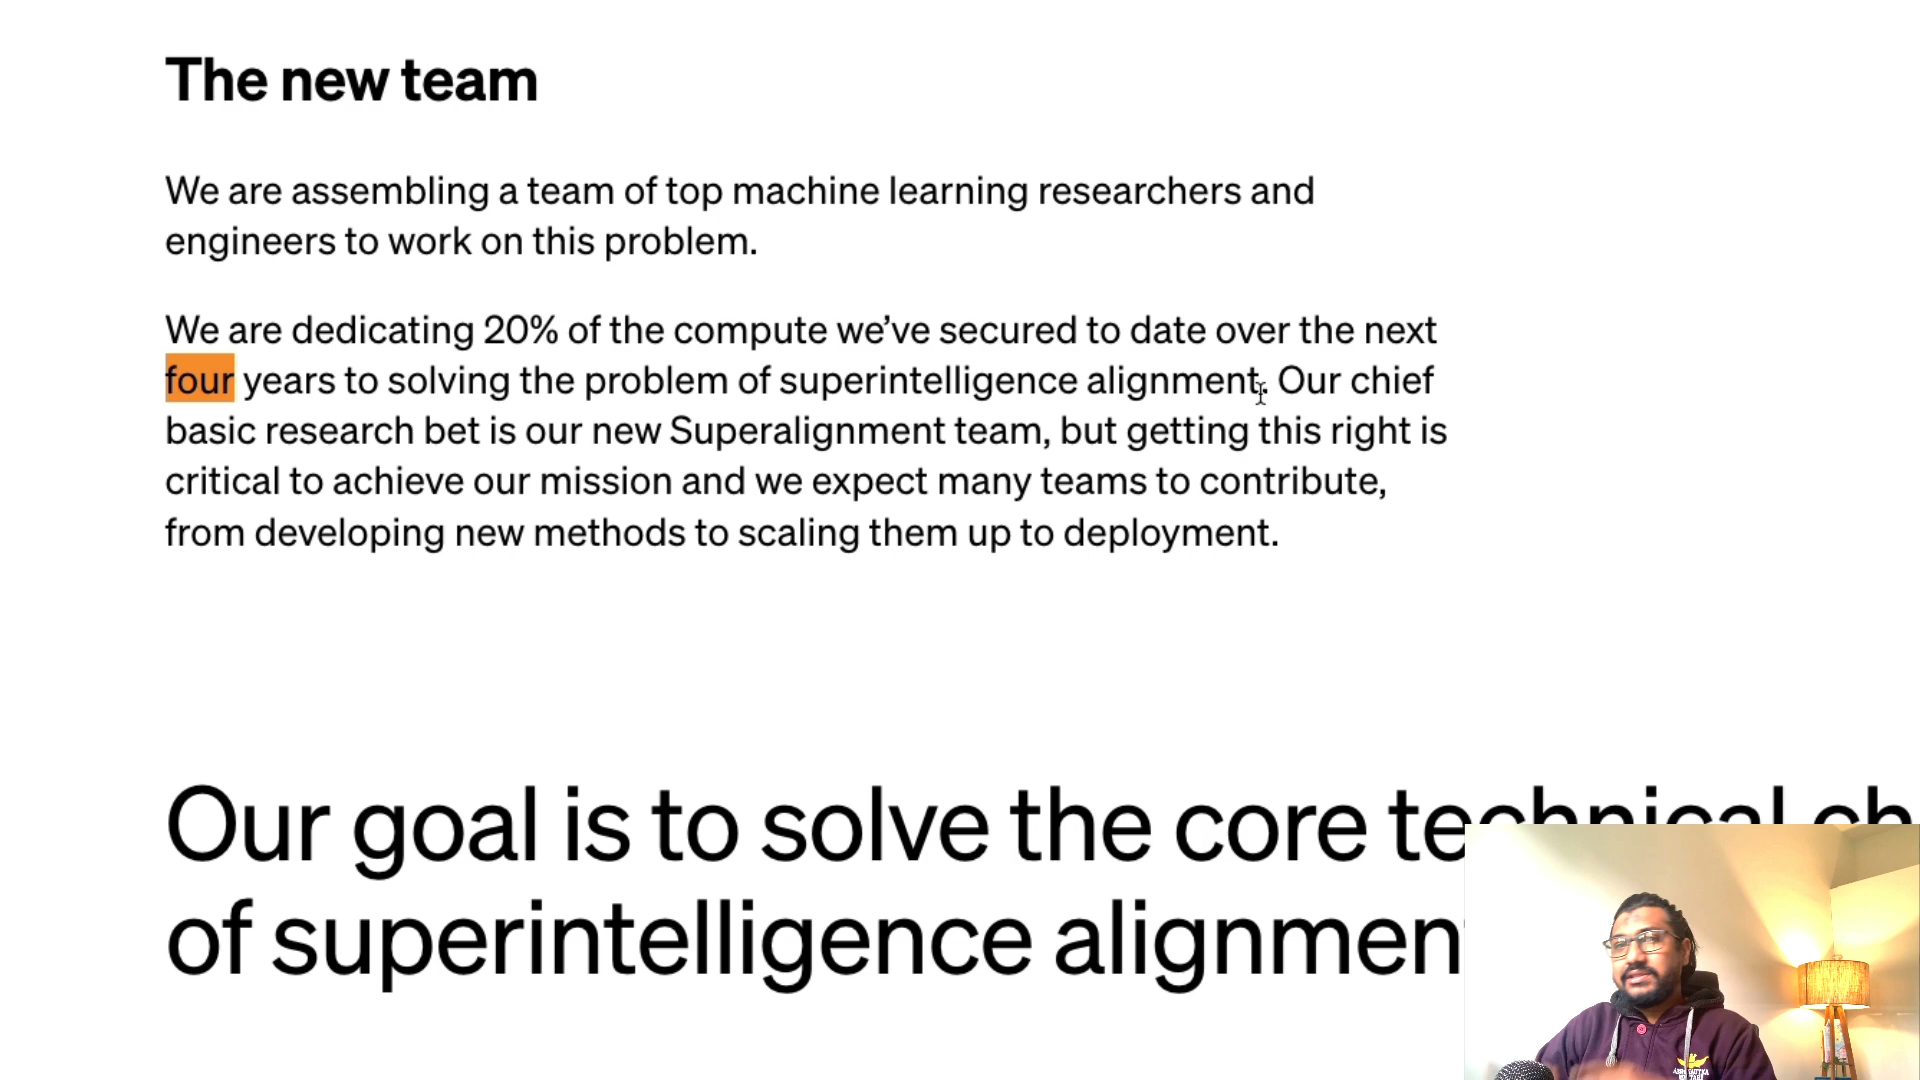 The new team
We are assembling a team of top machine learning researchers and
engineers to work on this problem.
We are dedicating 20% of the compute we’ve secured to date over the next
four years to solving the problem of superintelligence alignment. Our chief
basic research bet is our new Superalignment team, but getting this right is
critical to achieve our mission and we expect many teams to contribute,
from developing new methods to scaling them up to deployment.
Our goal is to solve the core technical ch
of superintelligence alignment